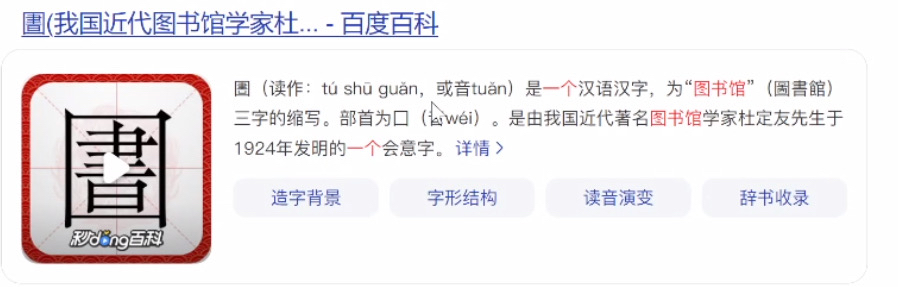 圕(我国近代图书馆学家杜... - 百度百科
圕（读作：tú shū guǎn，或音tuǎn）是一个汉语汉字，为“图书馆”（圖書館）
三字的缩写。部首为囗（wéi）。是由我国近代著名图书馆学家杜定友先生于
1924年发明的一个会意字。详情 >
圕
秒dǒng百科
造字背景 字形结构 读音演变 辞书收录